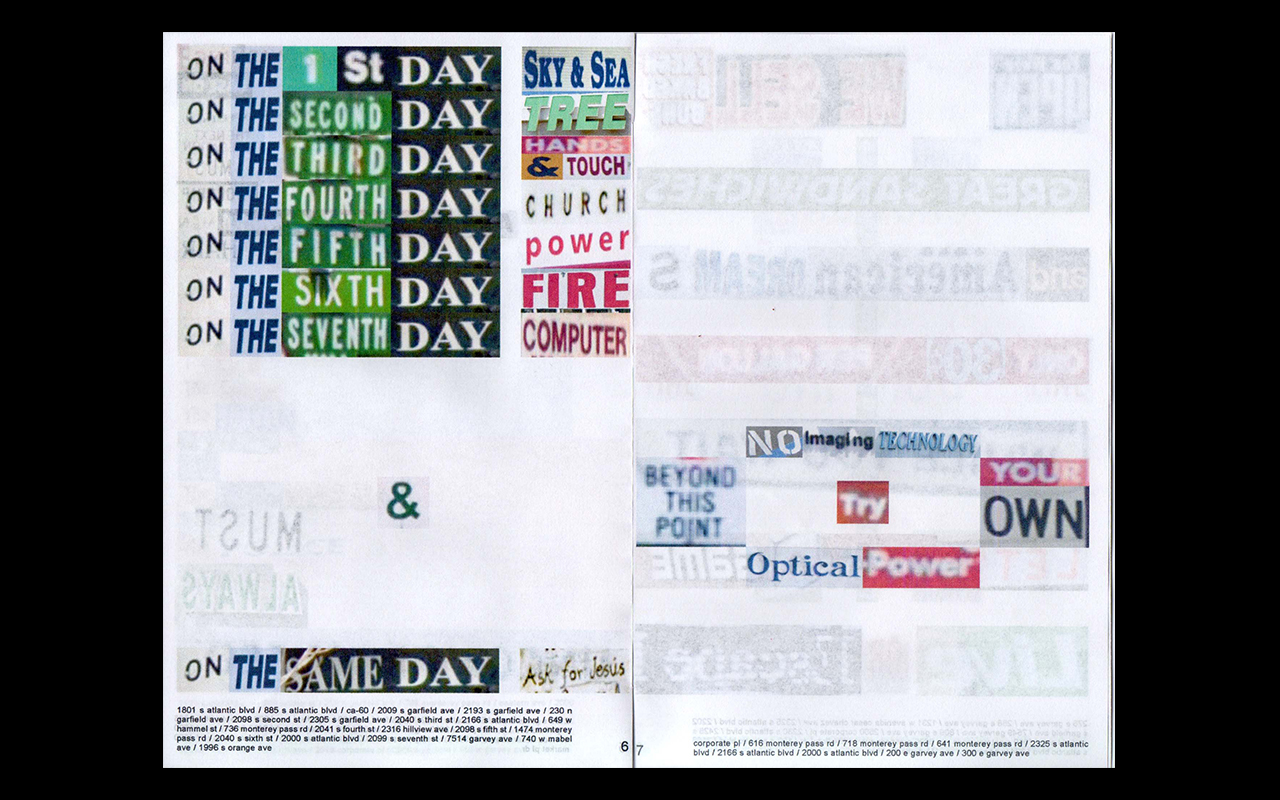 ON THE 1 St DAY SKY & SEA
ON THE SECOND DAY TREE
ON THE THIRD DAY HANDS & TOUCH
ON THE FOURTH DAY CHURCH
ON THE FIFTH DAY power
ON THE SIXTH DAY FIRE
ON THE SEVENTH DAY COMPUTER
&
MUST
ALWAYS
ON THE SAME DAY Ask for Jesus
1801 s atlantic blvd / 885 s atlantic blvd / ca-60 / 2009 s garfield ave / 2193 s garfield ave / 230 n
garfield ave / 2098 s second st / 2305 s garfield ave / 2040 s third st / 2166 s atlantic blvd / 649 w
hammel st / 736 monterey pass rd / 2041 s fourth st / 2316 hillview ave / 2098 s fifth st / 1474 monterey
pass rd / 2040 s sixth st / 2000 s atlantic blvd / 2099 s seventh st / 7514 garvey ave / 740 w mabel
ave / 1996 s orange ave
6
GREAT SANDWICHES
and American DREAM S
NO Imaging TECHNOLOGY
BEYOND
THIS
POINT
Try
YOUR
OWN
Optical Power
corporate pl / 616 monterey pass rd / 718 monterey pass rd / 641 monterey pass rd / 2325 s atlantic
blvd / 2166 s atlantic blvd / 2000 s atlantic blvd / 200 e garvey ave / 300 e garvey ave
7